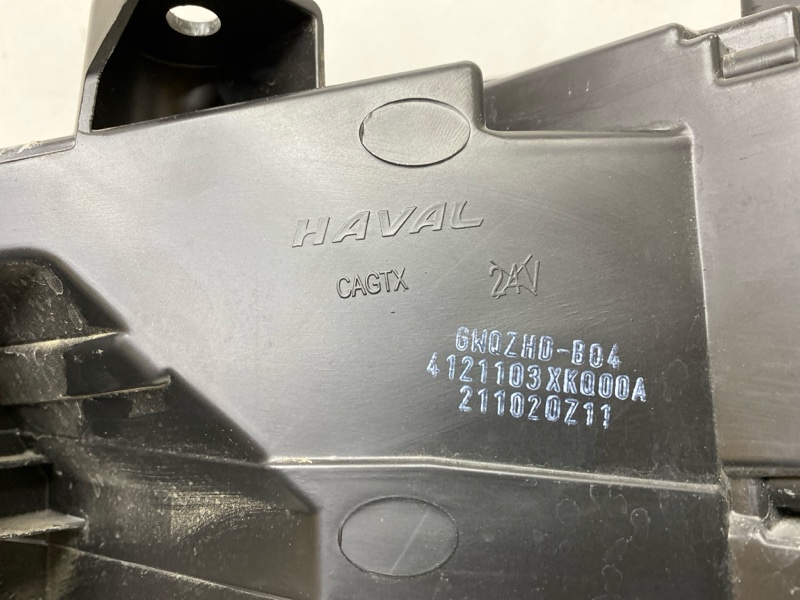 HAVAL
CAGTX
24V
GWQZHD-B04
4121103XKQ00A
211020Z11